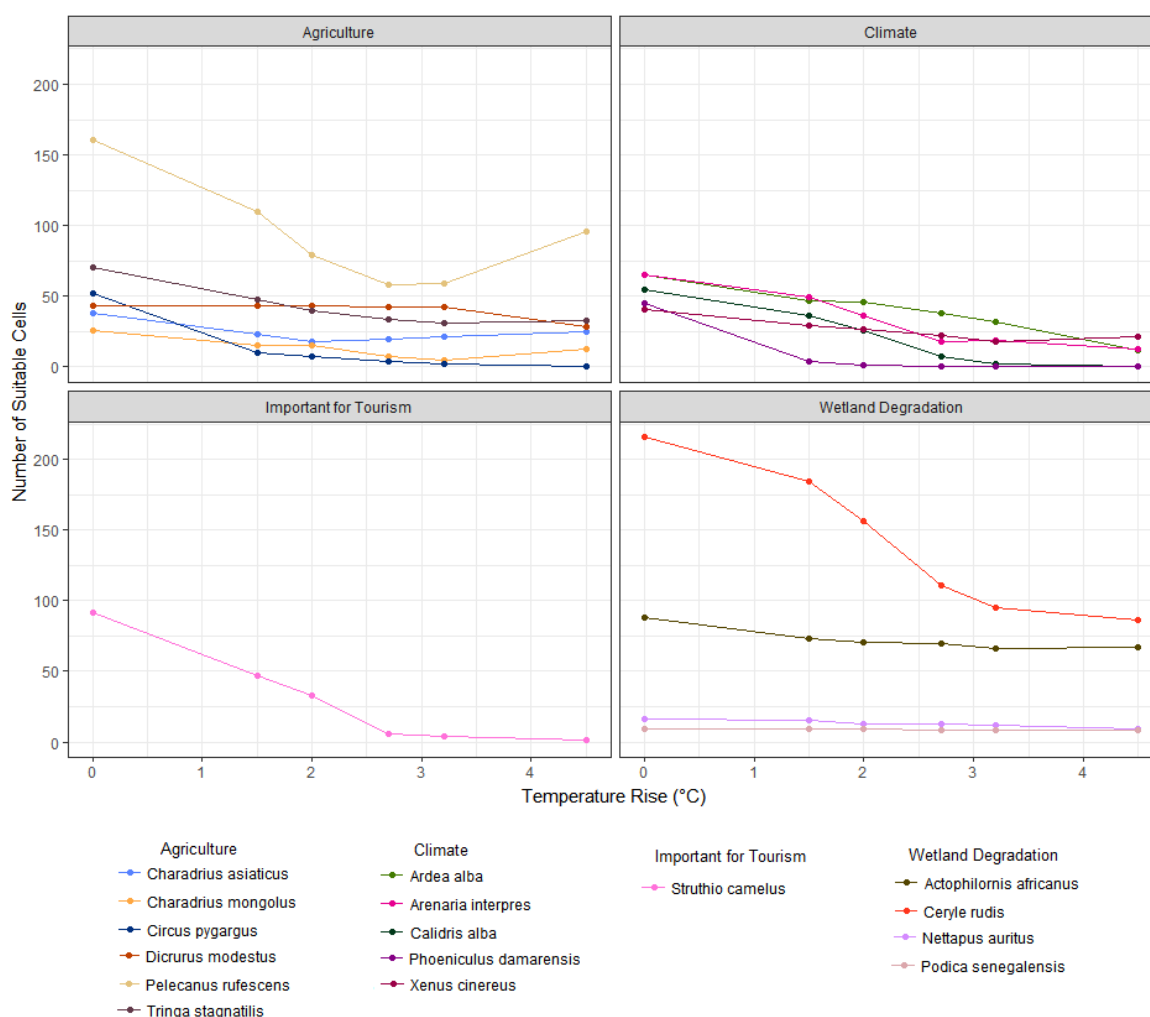 Agriculture
Climate
200
150
100
50
0
Important for Tourism
Wetland Degradation
200
150
100
50
0
0 1 2 3 4
0 1 2 3 4
Number of Suitable Cells
Temperature Rise (°C)
Agriculture
Charadrius asiaticus
Charadrius mongolus
Circus pygargus
Dicrurus modestus
Pelecanus rufescens
Tringa stagnatilis
Climate
Ardea alba
Arenaria interpres
Calidris alba
Phoeniculus damarensis
Xenus cinereus
Important for Tourism
Struthio camelus
Wetland Degradation
Actophilornis africanus
Ceryle rudis
Nettapus auritus
Podica senegalensis